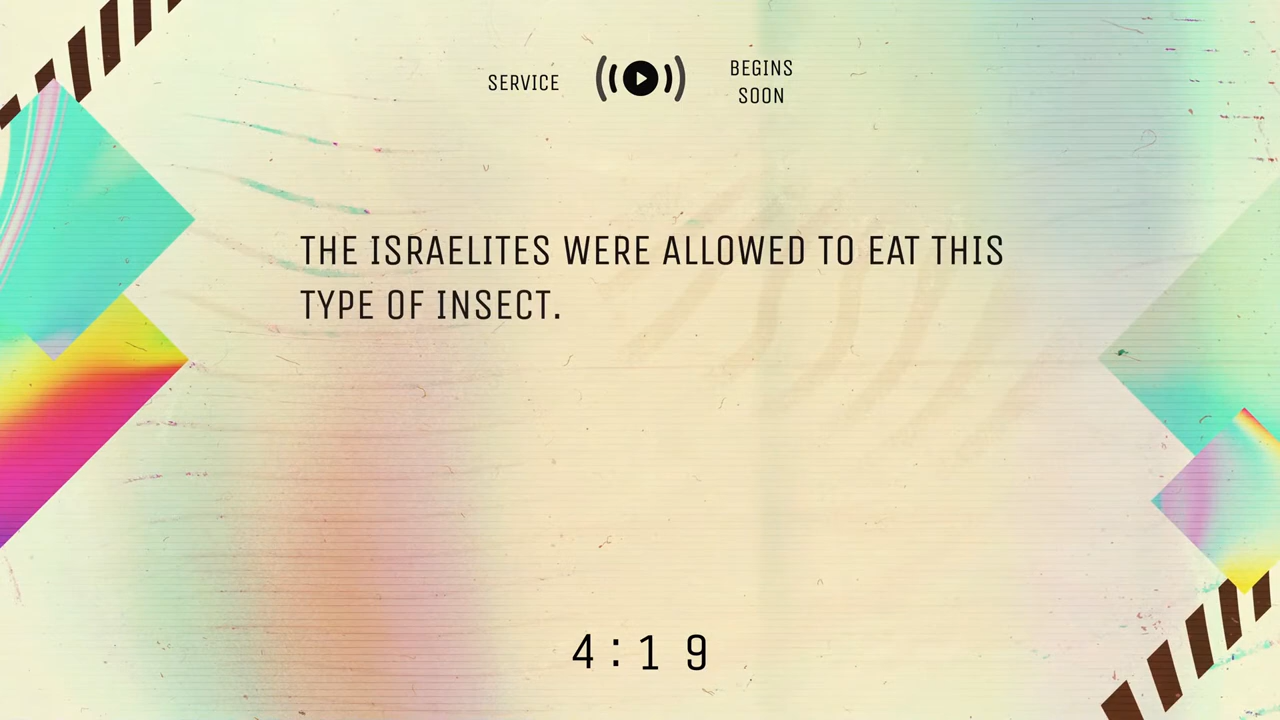 SERVICE
BEGINS
SOON
THE ISRAELITES WERE ALLOWED TO EAT THIS
TYPE OF INSECT.
4:19